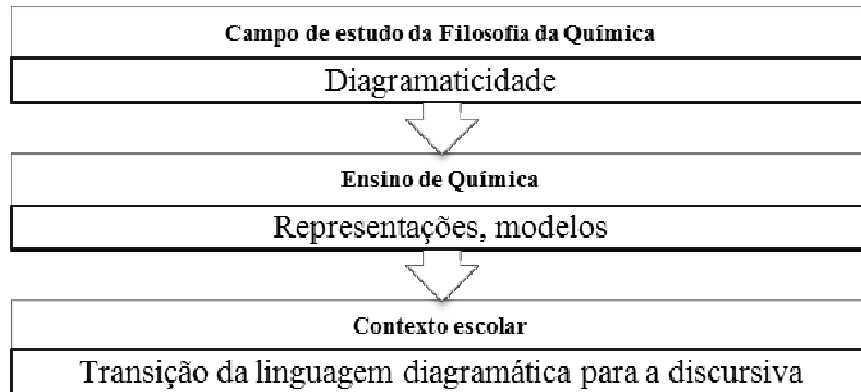 Campo de estudo da Filosofia da Química
Diagramaticidade
Ensino de Química
Representações, modelos
Contexto escolar
Transição da linguagem diagramática para a discursiva